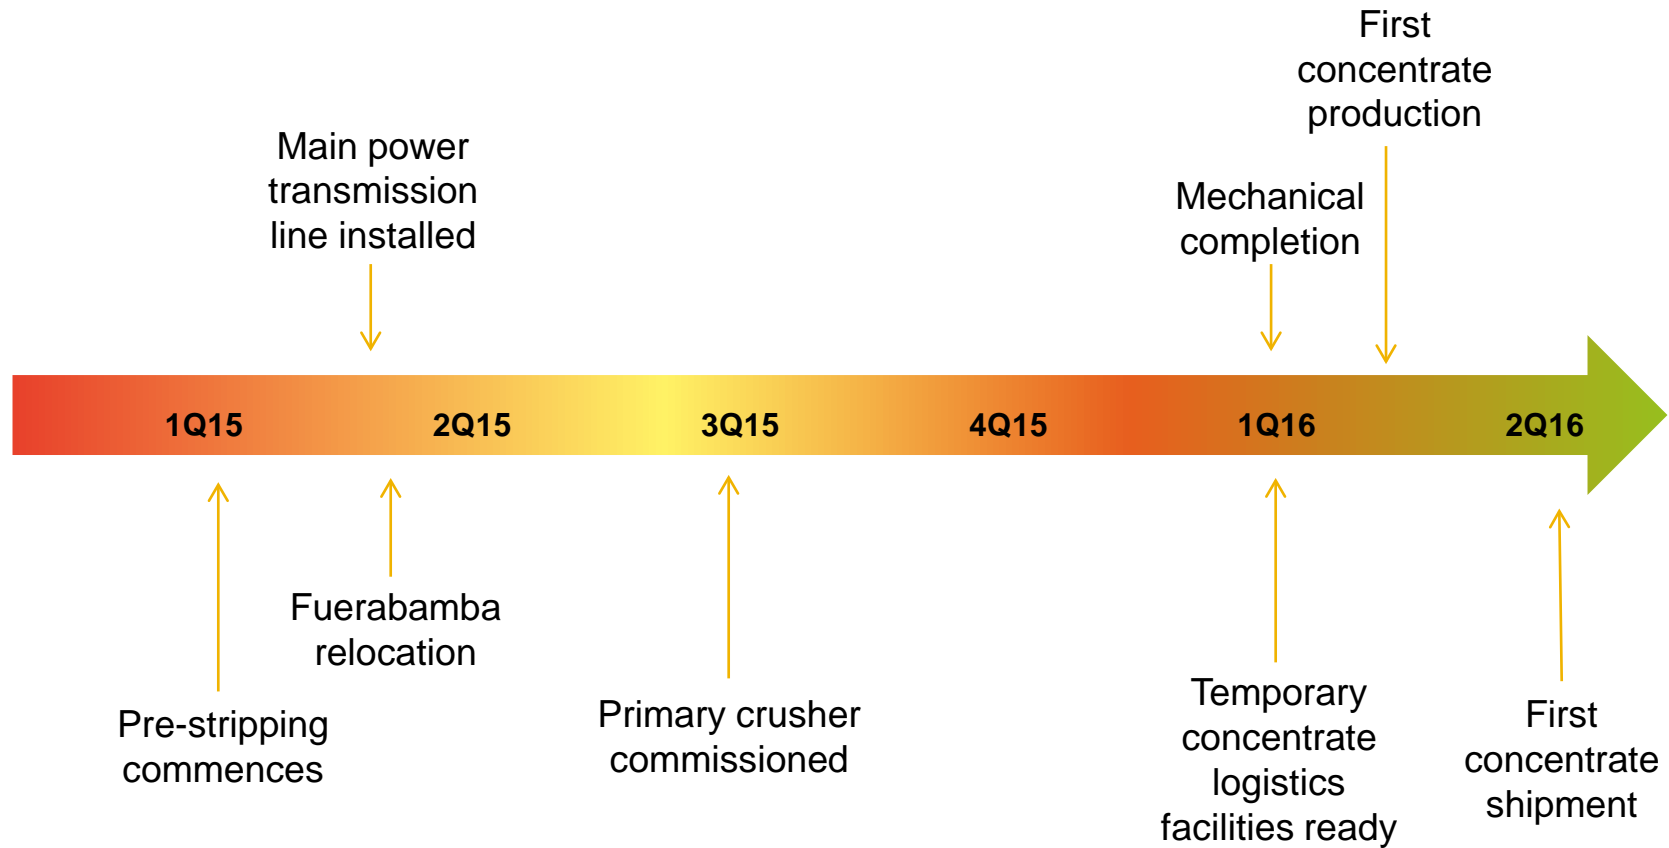 First
concentrate
production
Main power
transmission
line installed
Mechanical
completion
1Q15 2Q15 3Q15 4Q15 1Q16 2Q16
Fuerabamba
relocation
Pre-stripping
commences
Primary crusher
commissioned
Temporary
concentrate
logistics
facilities ready
First
concentrate
shipment